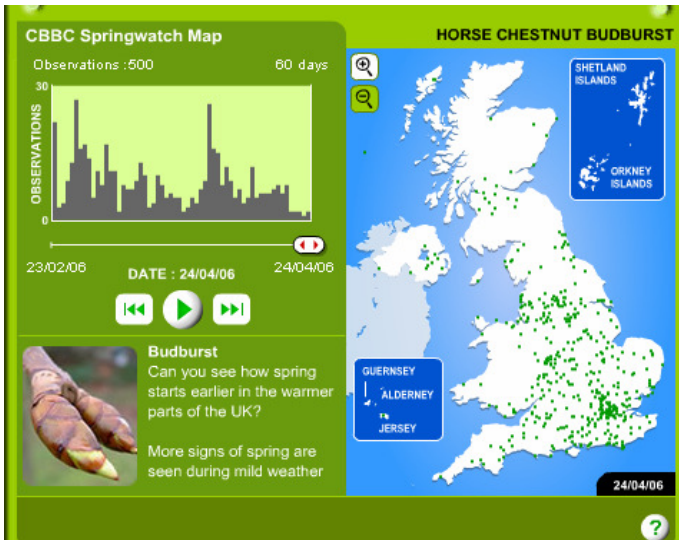 CBBC Springwatch Map
HORSE CHESTNUT BUDBURST
Observations :500
60 days
30
OBSERVATIONS
0
23/02/06
DATE : 24/04/06
24/04/06
SHETLAND
ISLANDS
ORKNEY
ISLANDS
GUERNSEY
ALDERNEY
JERSEY
Budburst
Can you see how spring
starts earlier in the warmer
parts of the UK?
More signs of spring are
seen during mild weather
24/04/06
?